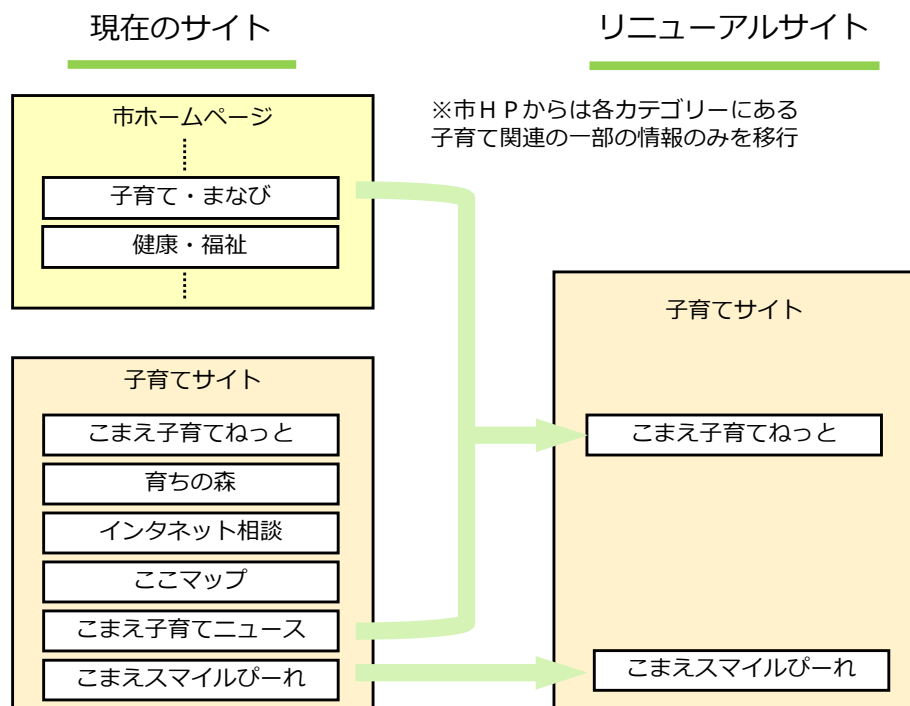 現在のサイト
リニューアルサイト
市ホームページ
子育て・まなび
健康・福祉
※市ＨＰからは各カテゴリーにある
子育て関連の一部の情報のみを移行
子育てサイト
こまえ子育てねっと
育ちの森
インタネット相談
ここマップ
こまえ子育てニュース
こまえスマイルぴーれ
子育てサイト
こまえ子育てねっと
こまえスマイルぴーれ